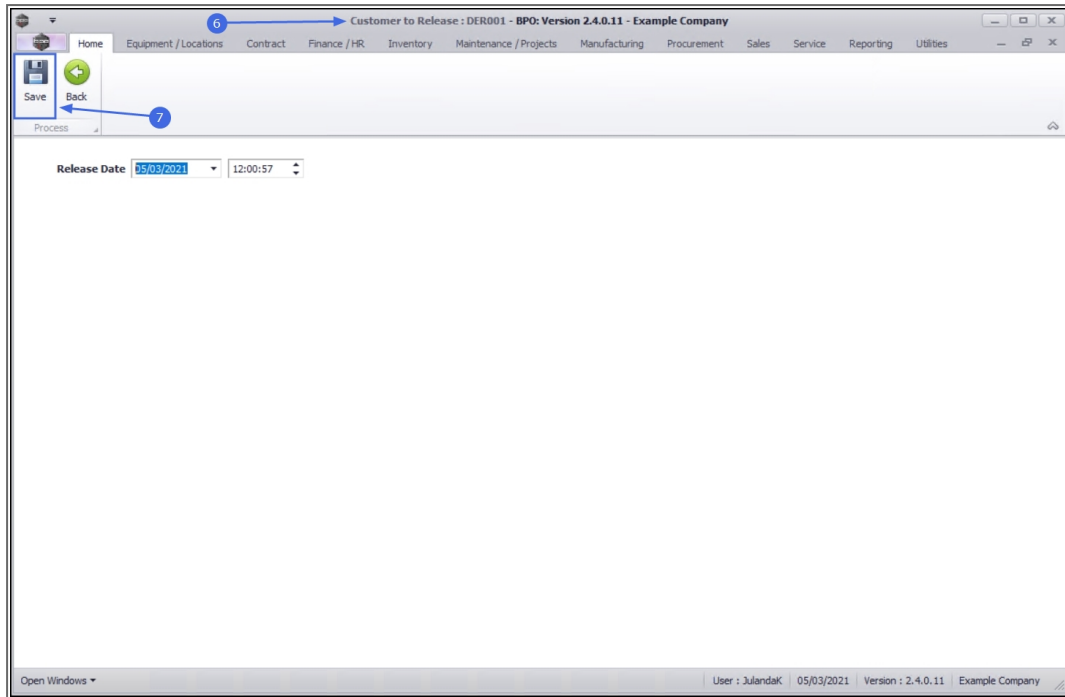 6
Customer to Release : DER001 - BPO: Version 2.4.0.11 - Example Company
Home Equipment / Locations Contract Finance / HR Inventory Maintenance / Projects Manufacturing Procurement Sales Service Reporting Utilities
Save Back
7
Process
Release Date 05/03/2021 12:00:57
Open Windows User : JulandaK 05/03/2021 Version : 2.4.0.11 Example Company